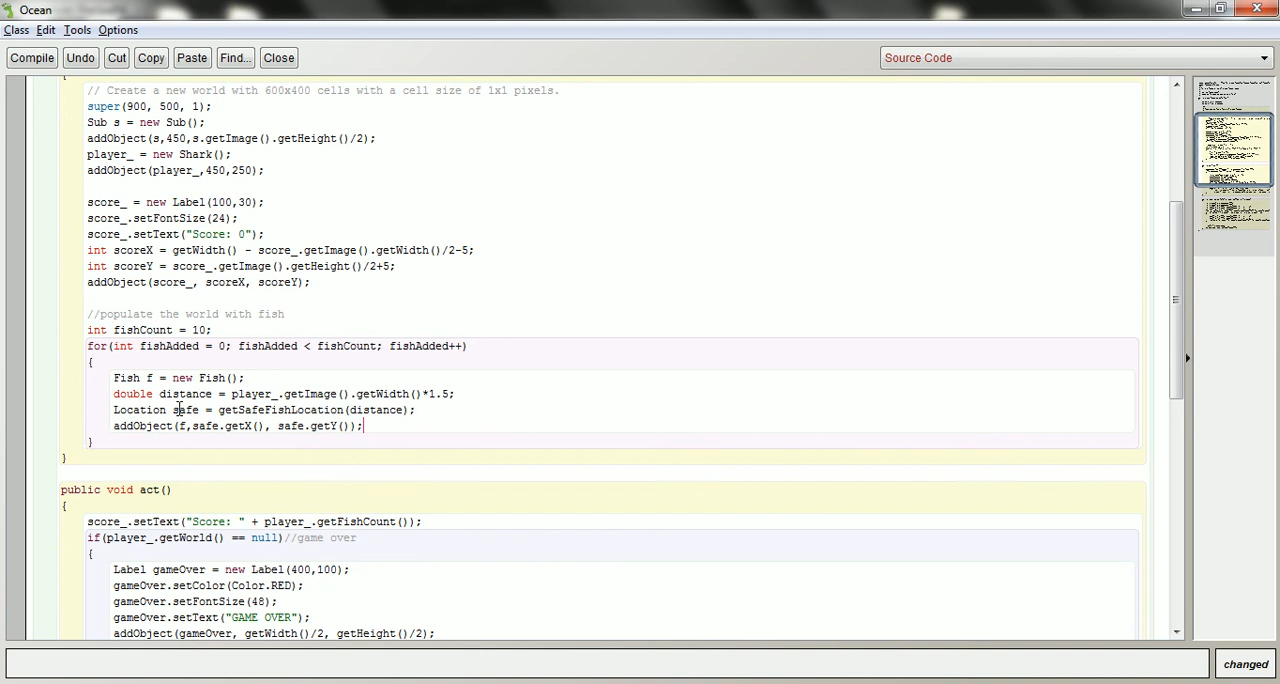 Ocean
Class Edit Tools Options
Compile Undo Cut Copy Paste Find... Close Source Code
{
// Create a new world with 600x400 cells with a cell size of 1x1 pixels.
super(900, 500, 1);
Sub s = new Sub();
addObject(s,450,s.getImage().getHeight()/2);
player_ = new Shark();
addObject(player_,450,250);
score_ = new Label(100,30);
score_.setFontSize(24);
score_.setText("Score: 0");
int scoreX = getWidth() - score_.getImage().getWidth()/2-5;
int scoreY = score_.getImage().getHeight()/2+5;
addObject(score_, scoreX, scoreY);
//populate the world with fish
int fishCount = 10;
for(int fishAdded = 0; fishAdded < fishCount; fishAdded++)
{
Fish f = new Fish();
double distance = player_.getImage().getWidth()*1.5;
Location safe = getSafeFishLocation(distance);
addObject(f,safe.getX(), safe.getY());
}
}
public void act()
{
score_.setText("Score: " + player_.getFishCount());
if(player_.getWorld() == null)//game over
{
Label gameOver = new Label(400,100);
gameOver.setColor(Color.RED);
gameOver.setFontSize(48);
gameOver.setText("GAME OVER");
addObject(gameOver, getWidth()/2, getHeight()/2);
changed